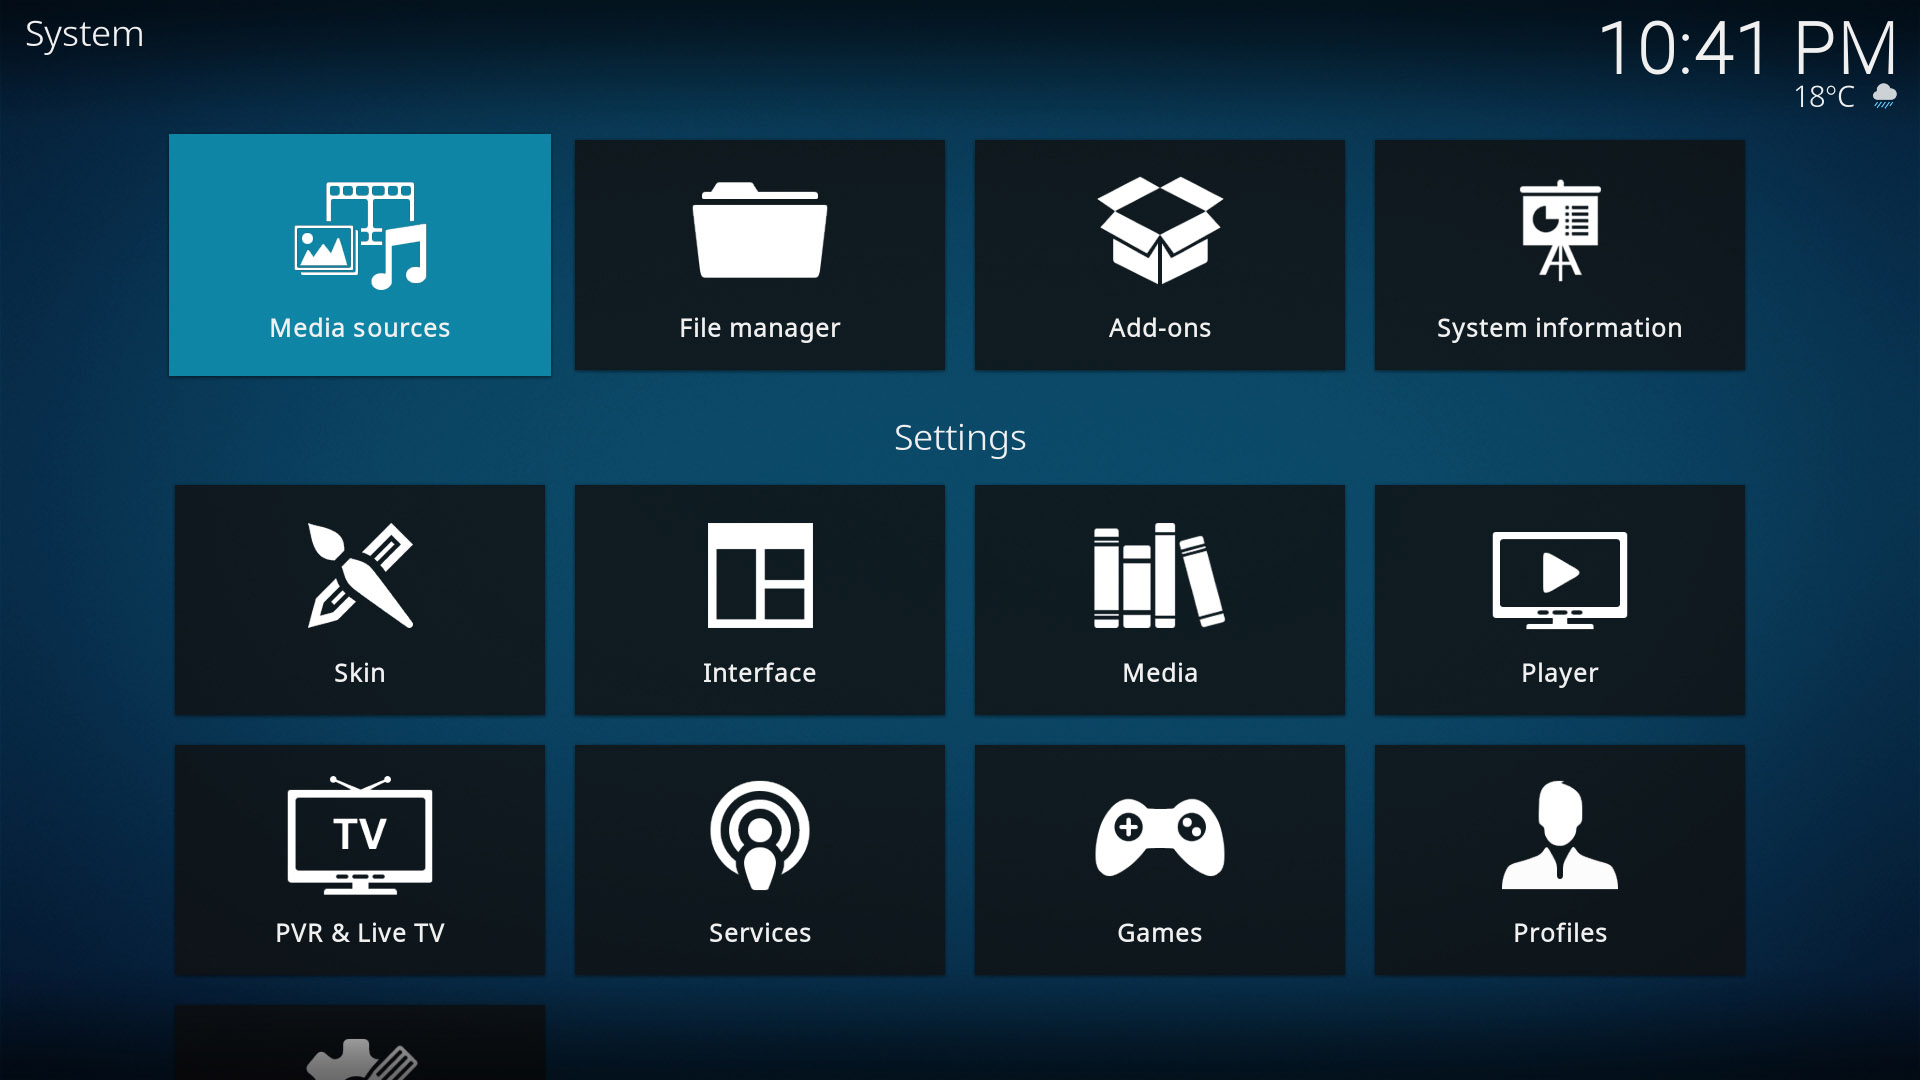 System
10:41 PM
18°C
Media sources
File manager
Add-ons
System information
Settings
Skin
Interface
Media
Player
TV
PVR & Live TV
Services
Games
Profiles